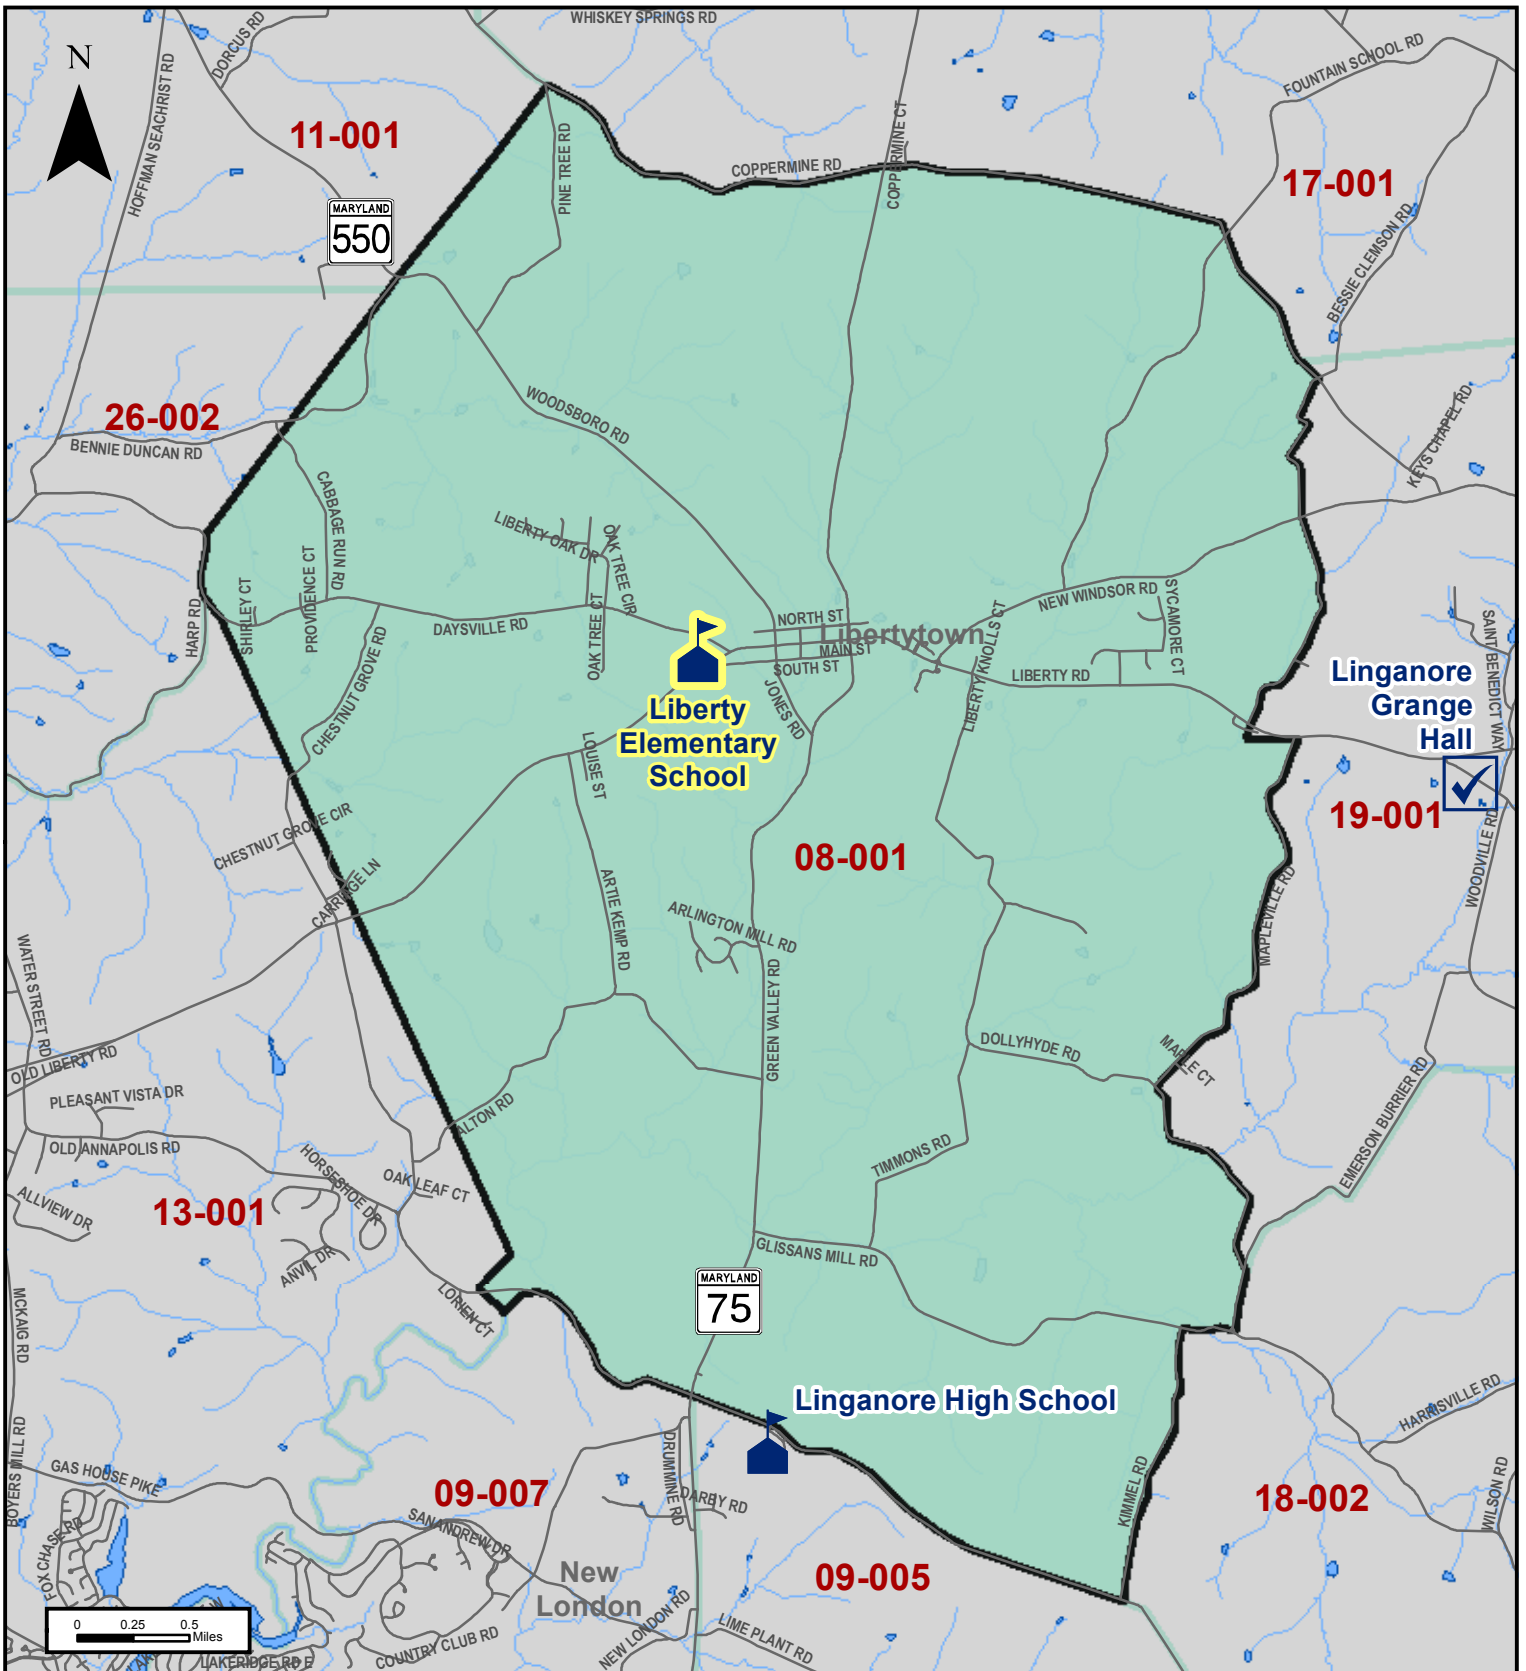 WHISKEY SPRINGS RD
DORCUS RD
N
FOUNTAIN SCHOOL RD
HOFFMAN SEACHRIST RD
11-001
PINE TREE RD
COPPERMINE CT
COPPERMINE RD
COPPERMINE CT
17-001
MARYLAND
550
BESSIE CLEMSON RD
26-002
BENNIE DUNCAN RD
WOODSBORO RD
KEYS CHAPEL RD
CABBAGE RUN RD
LIBERTY OAK DR
OAK TREE CIR
HARP RD
SHIRLEY CT
PROVIDENCE CT
DAYSVILLE RD
OAK TREE CT
NORTH ST
Libertytown
MAIN ST
SOUTH ST
NEW WINDSOR RD
SYCAMORE CT
LIBERTY KNOLLS CT
LIBERTY RD
SAINT BENEDICT WAY
CHESTNUT GROVE RD
JONES RD
Liberty
Elementary
School
Linganore
Grange
Hall
LOUISE ST
19-001
WOODVILLE RD
CHESTNUT GROVE CIR
CARRIAGE LN
08-001
ARTIE KEMP RD
ARLINGTON MILL RD
MAPLEVILLE RD
WATER STREET RD
GREEN VALLEY RD
OLD LIBERTY RD
DOLLYHYDE RD
MAPLE CT
PLEASANT VISTA DR
ALTON RD
OLD ANNAPOLIS RD
EMERSON BURRIER RD
HORSESHOE DR
OAK LEAF CT
TIMMONS RD
ALLVIEW DR
13-001
ANVIL DR
GLISSANS MILL RD
LORIEN CT
MARYLAND
75
MCKAIG RD
Linganore High School
HARRISVILLE RD
BOYERS MILL RD
GAS HOUSE PIKE
DRUMMINE RD
DARBY RD
KIMMEL RD
09-007
18-002
WILSON RD
SANANDREW DR
FOX CHASE RD
New
London
09-005
NEW LONDON RD
LIME PLANT RD
COUNTRY CLUB RD
LAKERIDGE RD E
0 0.25 0.5
Miles